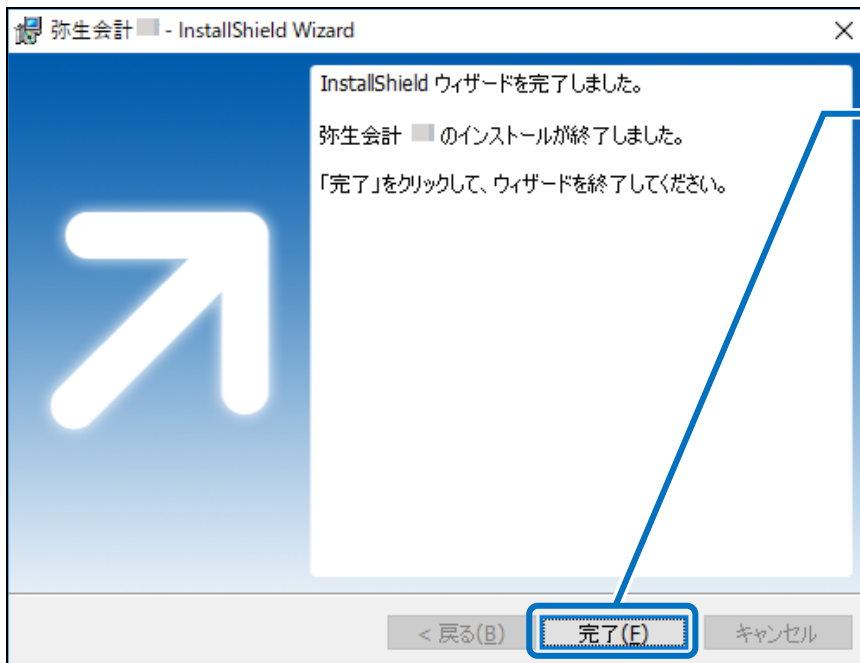 弥生会計 - InstallShield Wizard
InstallShield ウィザードを完了しました。
弥生会計 のインストールが終了しました。
「完了」をクリックして、ウィザードを終了してください。
< 戻る(B) 完了(F) キャンセル